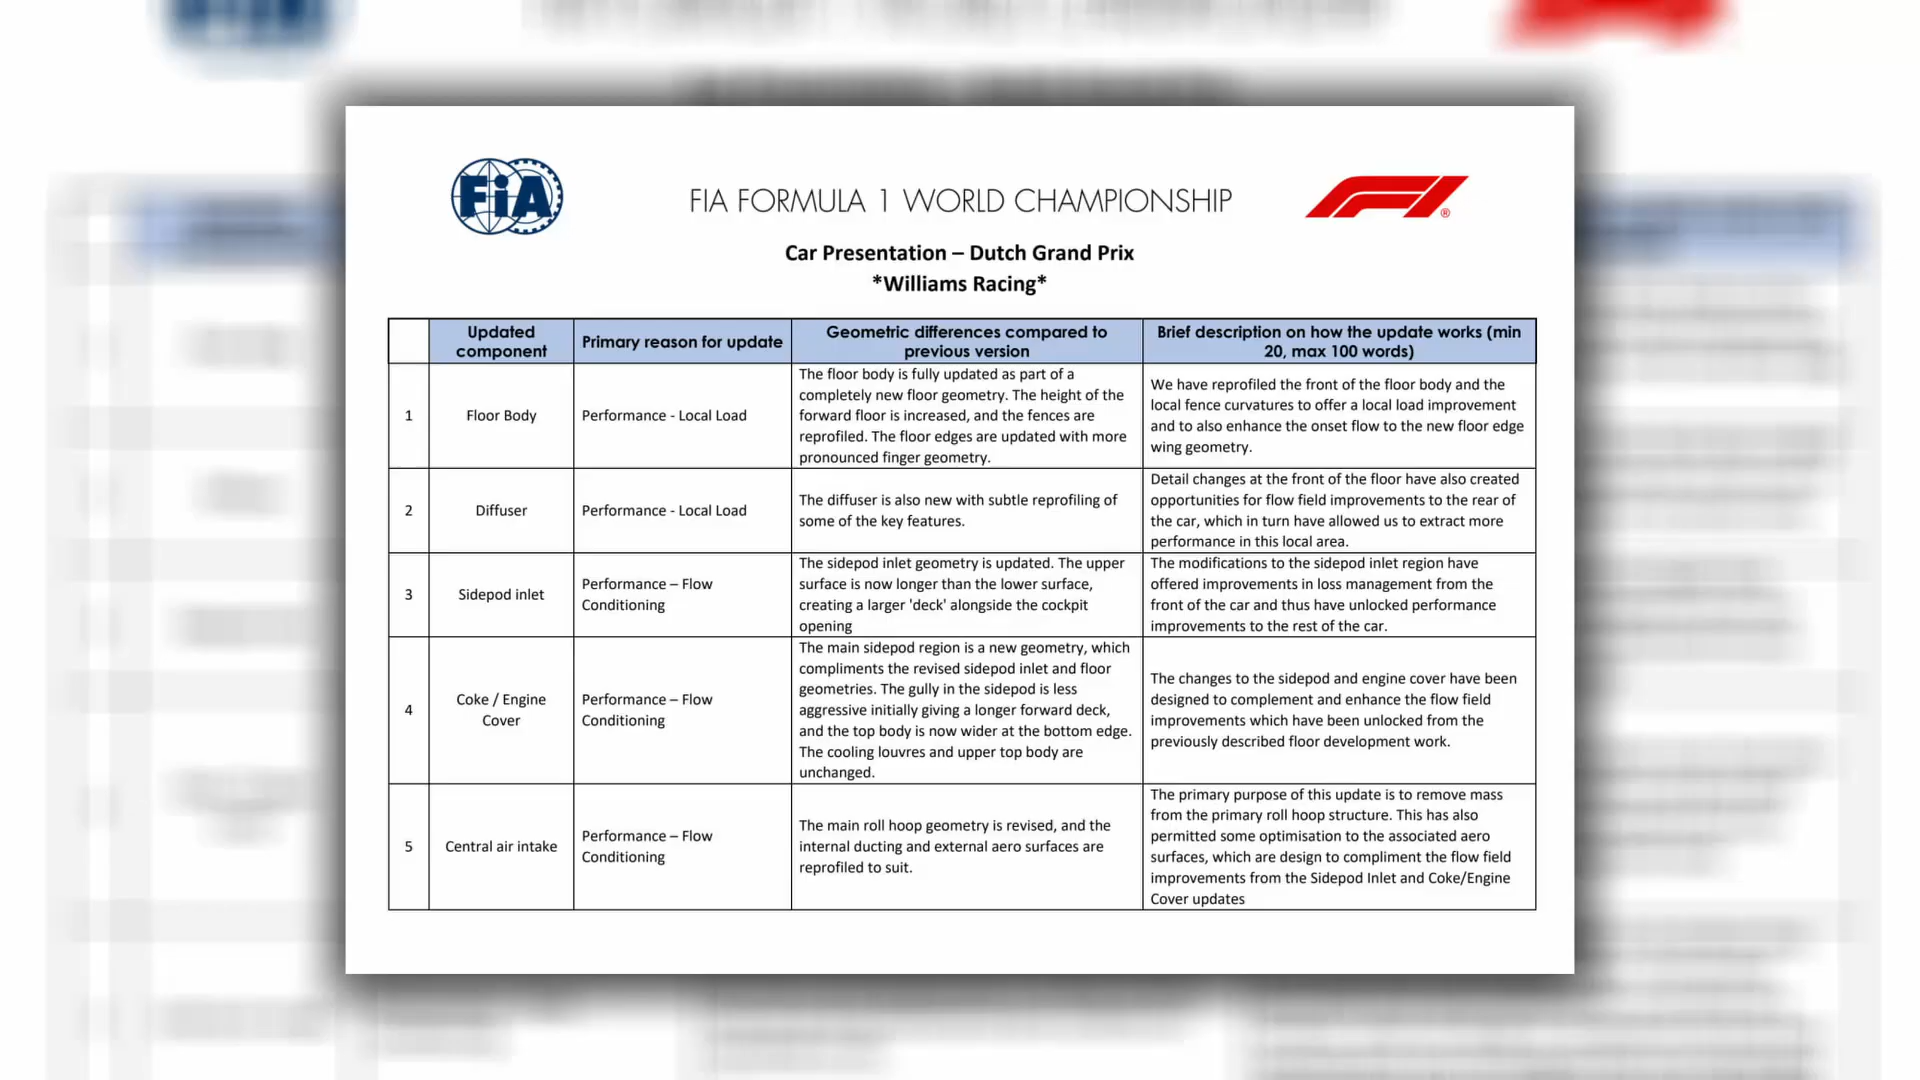 FIA
FIA FORMULA 1 WORLD CHAMPIONSHIP
F1®
Car Presentation – Dutch Grand Prix
*Williams Racing*
Updated
component
Primary reason for update
Geometric differences compared to
previous version
Brief description on how the update works (min
20, max 100 words)
1
Floor Body
Performance - Local Load
The floor body is fully updated as part of a
completely new floor geometry. The height of the
forward floor is increased, and the fences are
reprofiled. The floor edges are updated with more
pronounced finger geometry.
We have reprofiled the front of the floor body and the
local fence curvatures to offer a local load improvement
and to also enhance the onset flow to the new floor edge
wing geometry.
2
Diffuser
Performance - Local Load
The diffuser is also new with subtle reprofiling of
some of the key features.
Detail changes at the front of the floor have also created
opportunities for flow field improvements to the rear of
the car, which in turn have allowed us to extract more
performance in this local area.
3
Sidepod inlet
Performance – Flow
Conditioning
The sidepod inlet geometry is updated. The upper
surface is now longer than the lower surface,
creating a larger 'deck' alongside the cockpit
opening
The modifications to the sidepod inlet region have
offered improvements in loss management from the
front of the car and thus have unlocked performance
improvements to the rest of the car.
4
Coke / Engine
Cover
Performance – Flow
Conditioning
The main sidepod region is a new geometry, which
compliments the revised sidepod inlet and floor
geometries. The gully in the sidepod is less
aggressive initially giving a longer forward deck,
and the top body is now wider at the bottom edge.
The cooling louvres and upper top body are
unchanged.
The changes to the sidepod and engine cover have been
designed to complement and enhance the flow field
improvements which have been unlocked from the
previously described floor development work.
5
Central air intake
Performance – Flow
Conditioning
The main roll hoop geometry is revised, and the
internal ducting and external aero surfaces are
reprofiled to suit.
The primary purpose of this update is to remove mass
from the primary roll hoop structure. This has also
permitted some optimisation to the associated aero
surfaces, which are design to compliment the flow field
improvements from the Sidepod Inlet and Coke/Engine
Cover updates